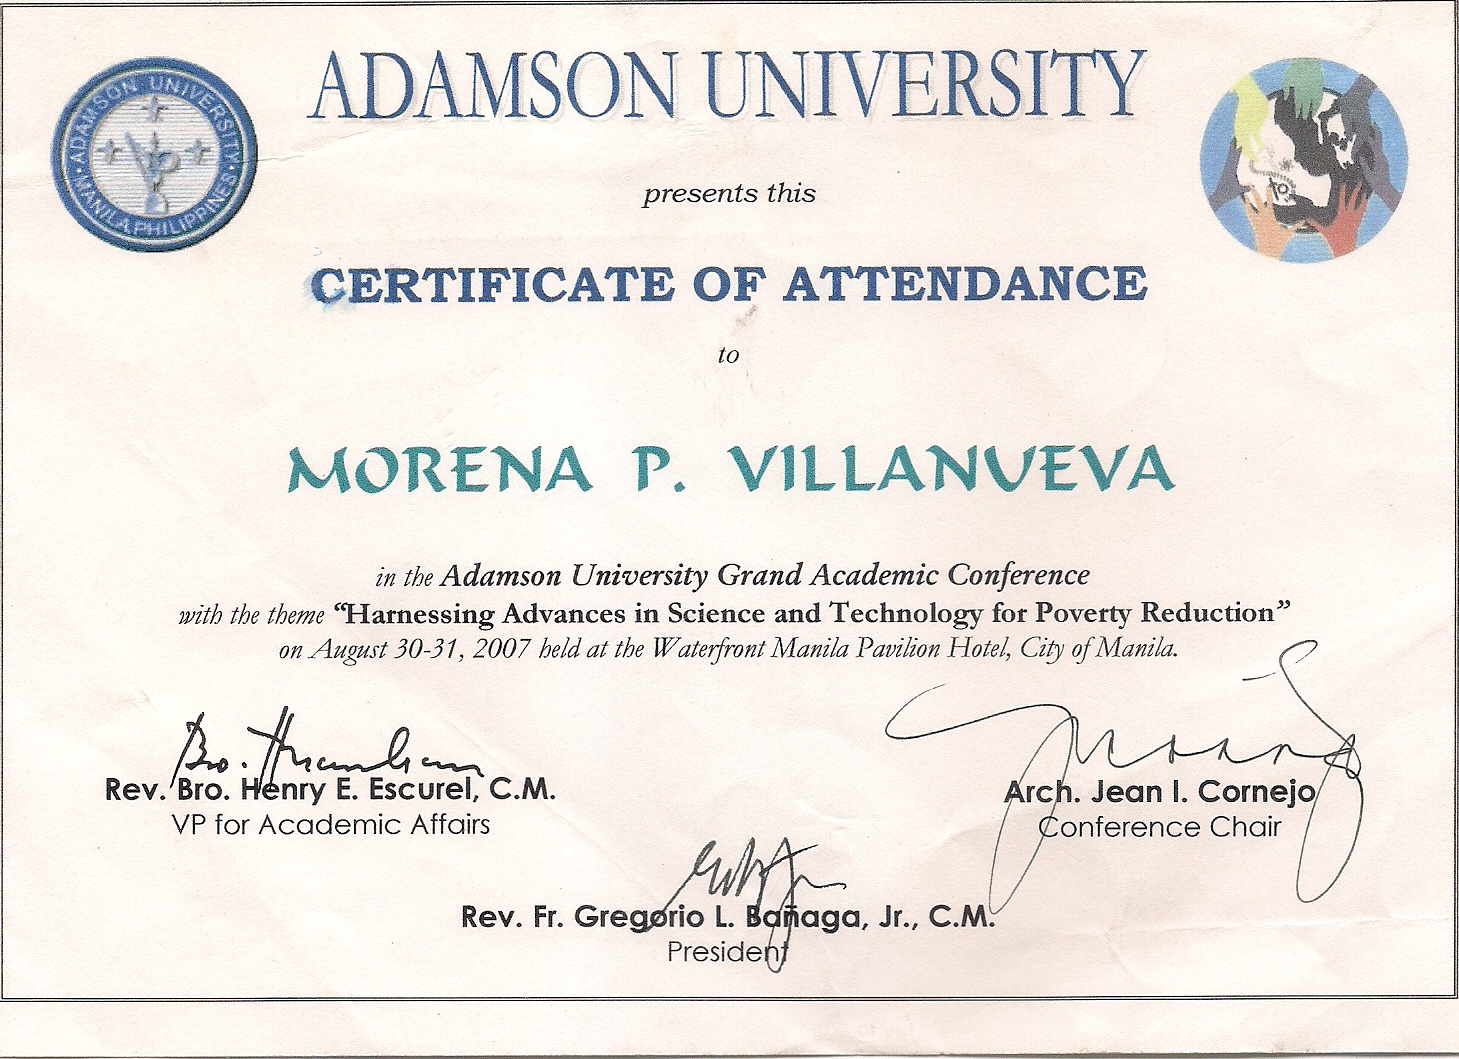 ADAMSON UNIVERSITY
ADAMSON UNIVERSITY
MANILA PHILIPPINES
presents this
CERTIFICATE OF ATTENDANCE
to
MORENA P. VILLANUEVA
in the Adamson University Grand Academic Conference
with the theme “Harnessing Advances in Science and Technology for Poverty Reduction”
on August 30-31, 2007 held at the Waterfront Manila Pavilion Hotel, City of Manila.
Rev. Bro. Henry E. Escurel, C.M.
VP for Academic Affairs
Arch. Jean I. Cornejo
Conference Chair
Rev. Fr. Gregorio L. Bañaga, Jr., C.M.
President